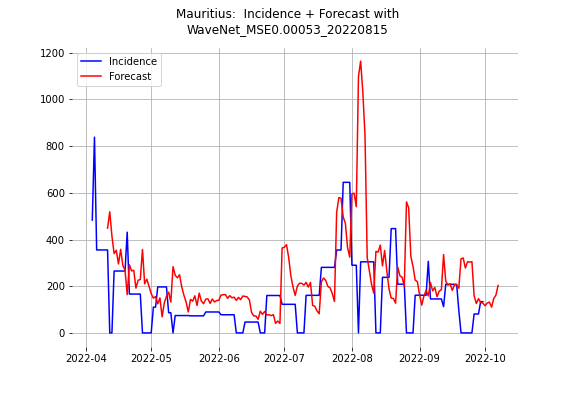 Mauritius:  Incidence + Forecast with
WaveNet_MSE0.00053_20220815
Incidence
Forecast
1200
1000
800
600
400
200
0
2022-04 2022-05 2022-06 2022-07 2022-08 2022-09 2022-10